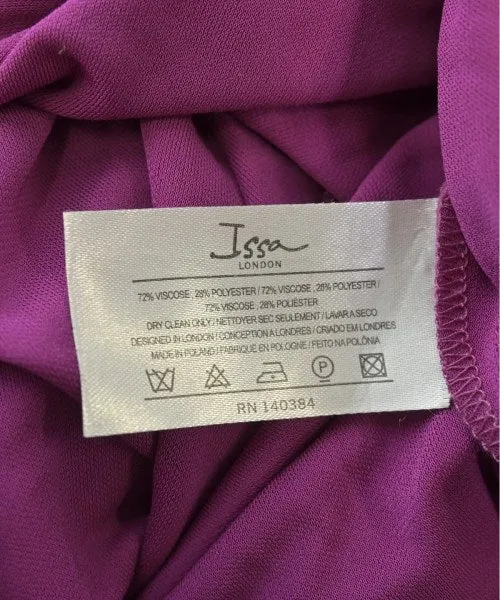 Issa
LONDON
72% VISCOSE , 28% POLYESTER / 72% VISCOSE , 28% POLYESTER /
72% VISCOSE , 28% POLIÉSTER
DRY CLEAN ONLY / NETTOYER SEC SEULEMENT / LAVAR A SECO
DESIGNED IN LONDON / CONCEPTION A LONDRES / CRIADO EM LONDRES
MADE IN POLAND / FABRIQUÉ EN POLOGNE / FEITO NA POLÔNIA
P
RN 140384